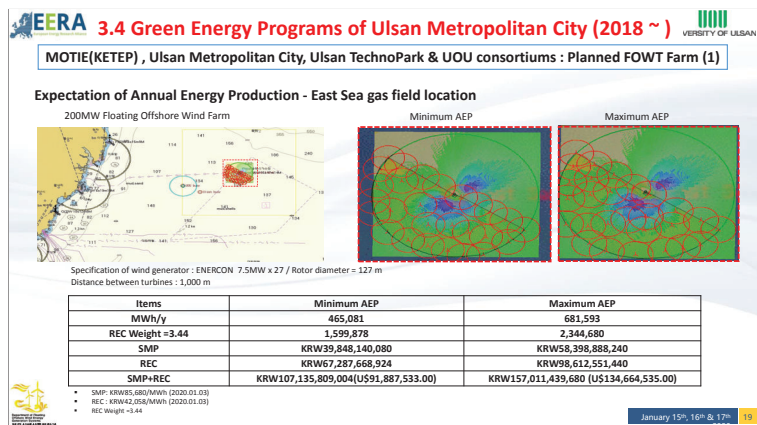 EERA
3.4 Green Energy Programs of Ulsan Metropolitan City (2018 ~ )
UOU
VERSITY OF ULSAN
MOTIE(KETEP) , Ulsan Metropolitan City, Ulsan TechnoPark & UOU consortiums : Planned FOWT Farm (1)
Expectation of Annual Energy Production - East Sea gas field location
200MW Floating Offshore Wind Farm
Minimum AEP
Maximum AEP
Specification of wind generator : ENERCON 7.5MW x 27 / Rotor diameter = 127 m
Distance between turbines : 1,000 m
Items Minimum AEP Maximum AEP
MWh/y 465,081 681,593
REC Weight =3.44 1,599,878 2,344,680
SMP KRW39,848,140,080 KRW58,398,888,240
REC KRW67,287,668,924 KRW98,612,551,440
SMP+REC KRW107,135,809,004(U$91,887,533.00) KRW157,011,439,680 (U$134,664,535.00)
▪ SMP: KRW85,680/MWh (2020.01.03)
▪ REC : KRW42,058/MWh (2020.01.03)
▪ REC Weight =3.44
January 15th, 16th & 17th
19